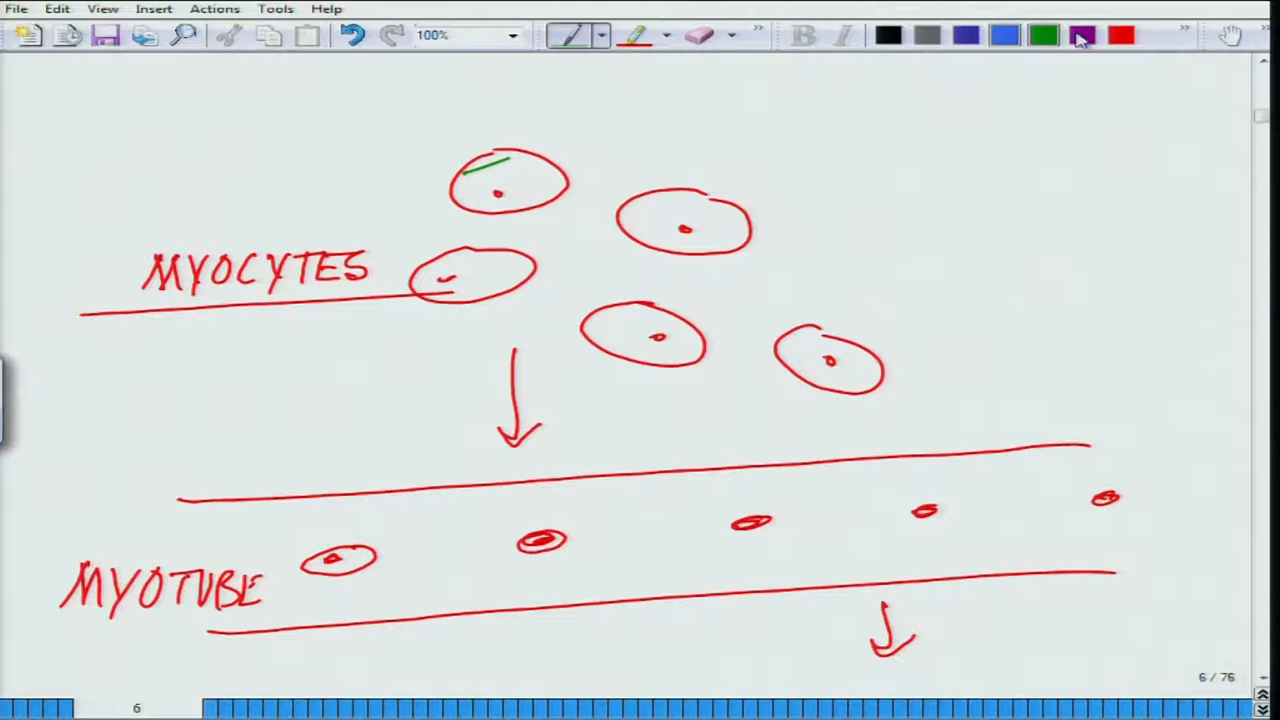 File Edit View Insert Actions Tools Help
100%
B I
MYOCYTES
MYOTUBE
6 / 76
6